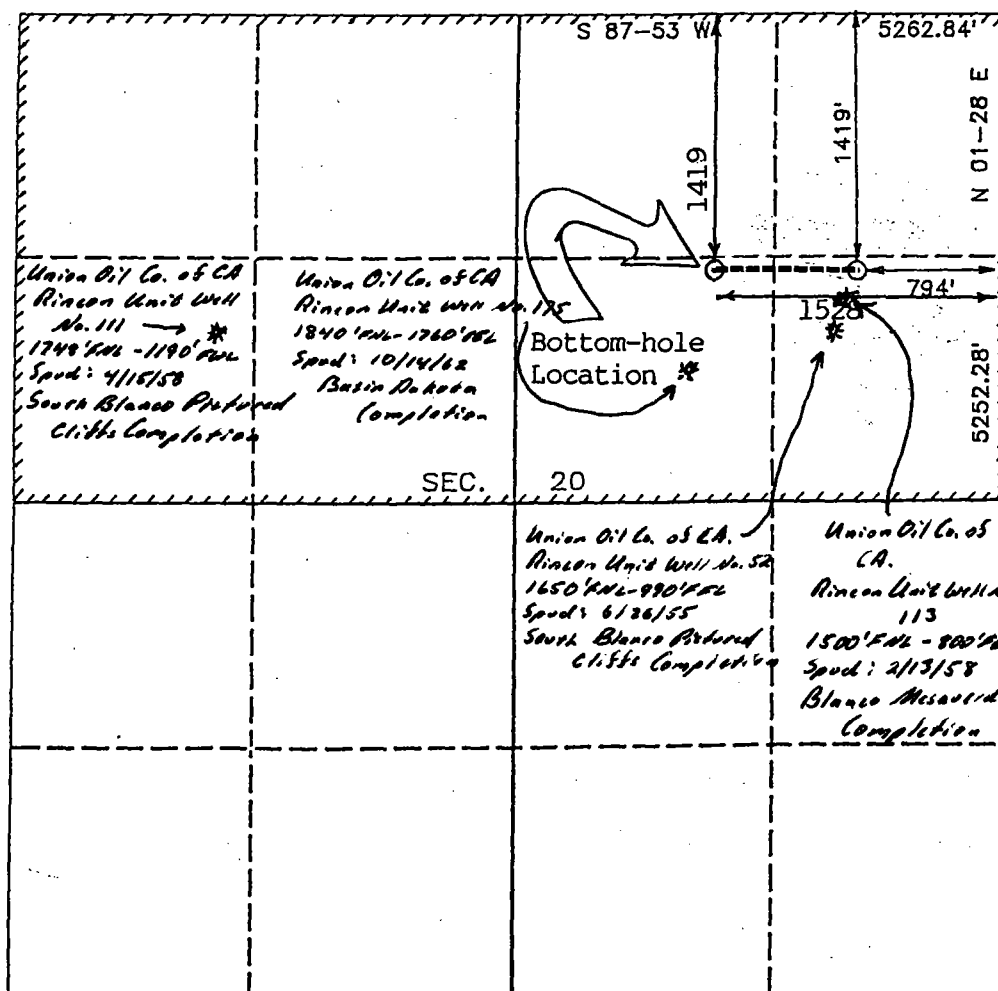 S 87-53 W
5262.84'
N 01-28 E
1419
1419'
794'
1528
5252.28'
Union Oil Co. of CA
Rincon Unit Well
No. 111
1749' FNL - 1190' FWL
Spud: 4/15/58
South Blanco Pictured
Cliffs Completion
Union Oil Co. of CA
Rincon Unit Well No. 175
1840' FNL - 1760' FEL
Spud: 10/14/62
Basin Dakota
Completion
Bottom-hole
Location
SEC. 20
Union Oil Co. of CA.
Rincon Unit Well No. 52
1650' FNL - 990' FEL
Spud: 6/26/55
South Blanco Pictured
Cliffs Completion
Union Oil Co. of
CA.
Rincon Unit Well N
113
1500' FNL - 800' FE
Spud: 2/13/58
Blanco Mesaverd
Completion